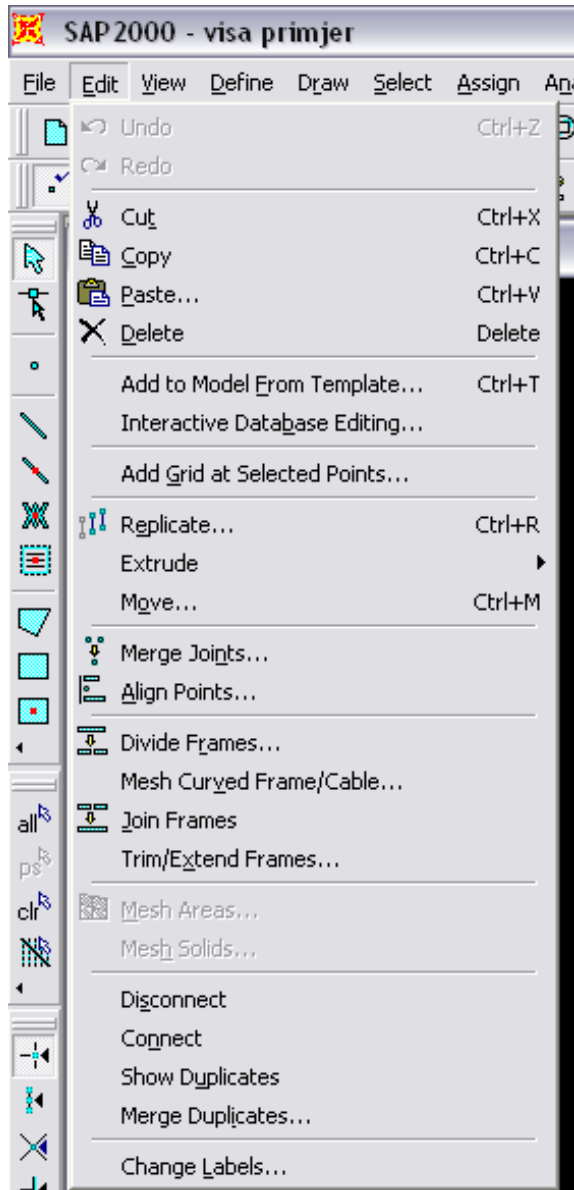 SAP2000 - visa primjer
File Edit View Define Draw Select Assign Ana
Undo Ctrl+Z
Redo
Cut Ctrl+X
Copy Ctrl+C
Paste... Ctrl+V
Delete Delete
Add to Model From Template... Ctrl+T
Interactive Database Editing...
Add Grid at Selected Points...
Replicate... Ctrl+R
Extrude
Move... Ctrl+M
Merge Joints...
Align Points...
Divide Frames...
Mesh Curved Frame/Cable...
all Join Frames
ps Trim/Extend Frames...
clr Mesh Areas...
Mesh Solids...
Disconnect
Connect
Show Duplicates
Merge Duplicates...
Change Labels...